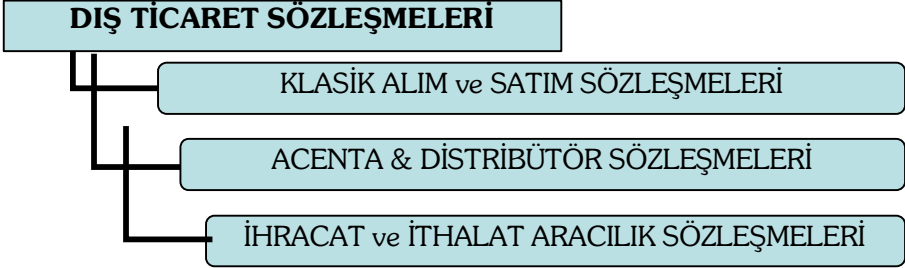 DIŞ TİCARET SÖZLEŞMELERİ
KLASİK ALIM ve SATIM SÖZLEŞMELERİ
ACENTA & DİSTRİBÜTÖR SÖZLEŞMELERİ
İHRACAT ve İTHALAT ARACILIK SÖZLEŞMELERİ